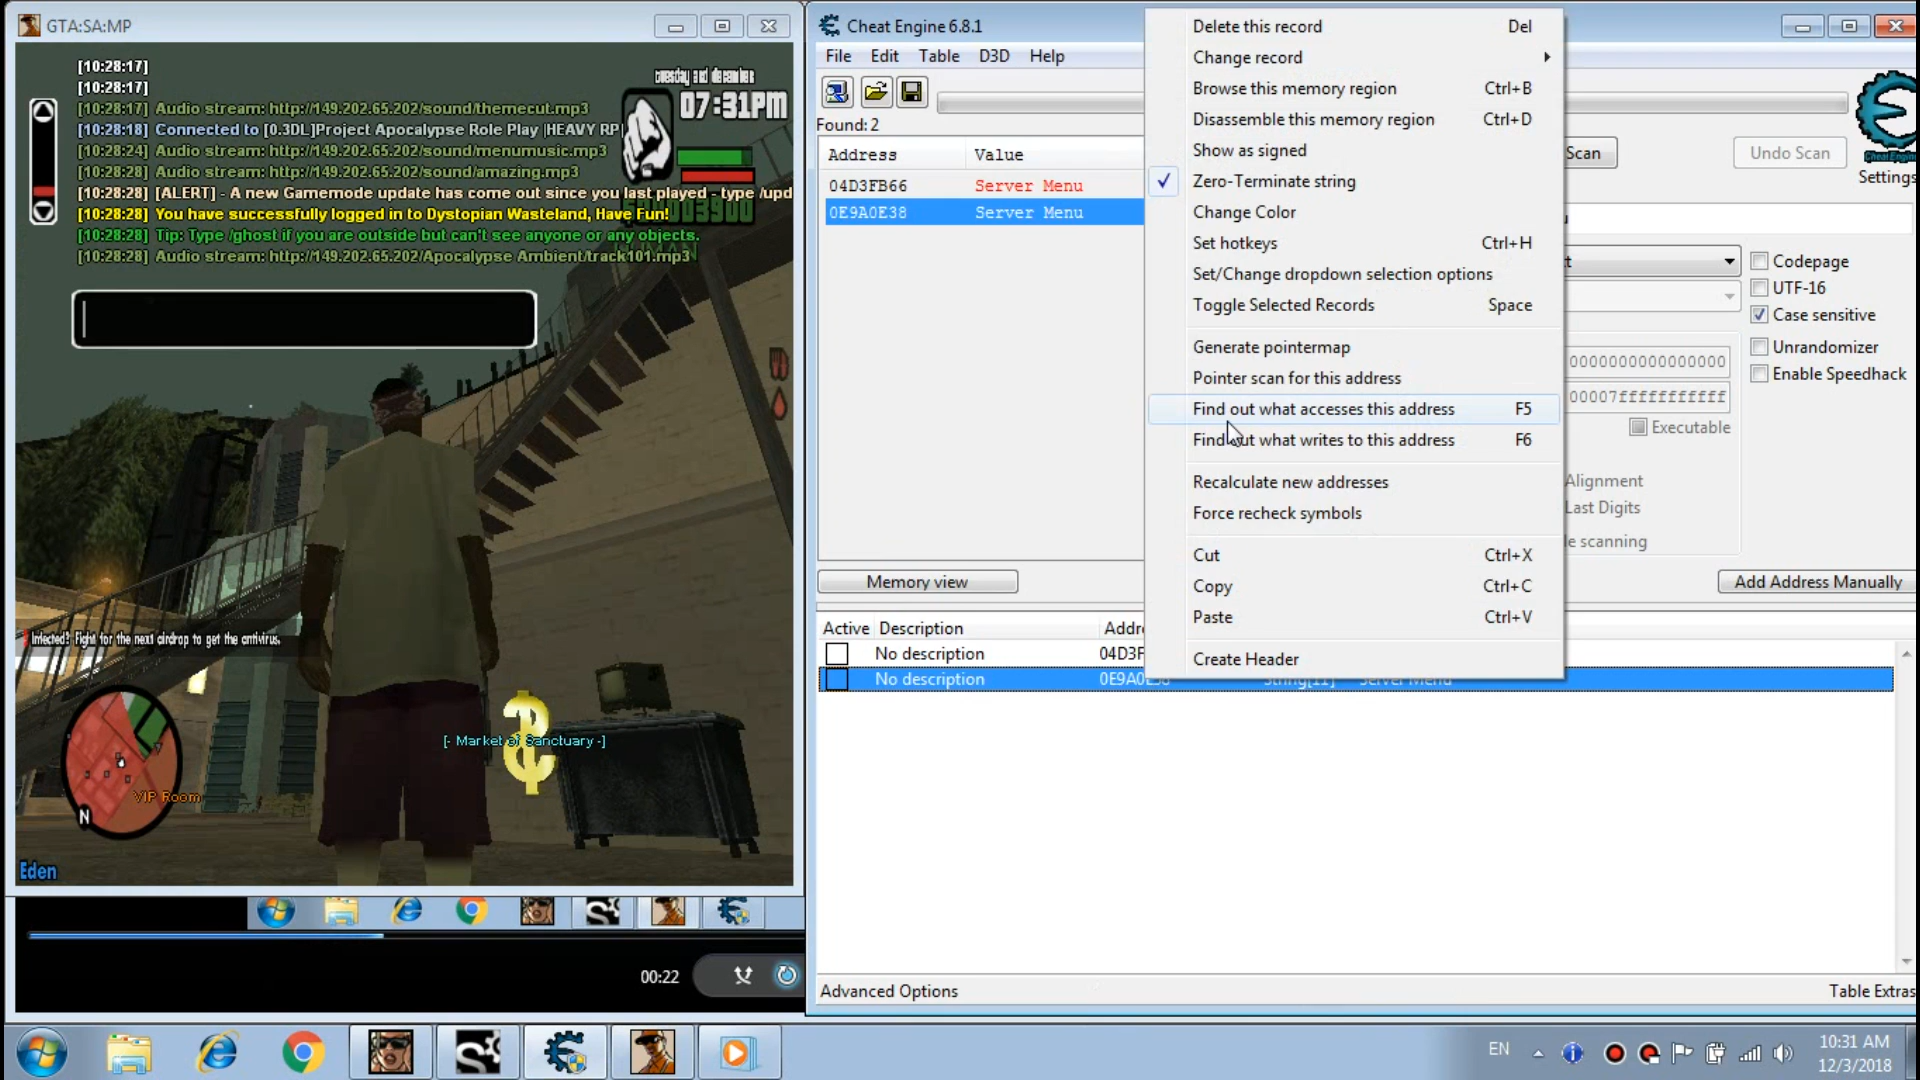 GTA:SA:MP
[10:28:17]
[10:28:17]
[10:28:17] Audio stream: http://149.202.65.202/sound/themecut.mp3
[10:28:18] Connected to [0.3DL]Project Apocalypse Role Play |HEAVY RP|
[10:28:24] Audio stream: http://149.202.65.202/sound/menumusic.mp3
[10:28:28] Audio stream: http://149.202.65.202/sound/amazing.mp3
[10:28:28] [ALERT] - A new Gamemode update has come out since you last played - type /upd
[10:28:28] You have successfully logged in to Dystopian Wasteland, Have Fun!
[10:28:28] Tip: Type /ghost if you are outside but can't see anyone or any objects.
[10:28:28] Audio stream: http://149.202.65.202/Apocalypse Ambient/track101.mp3
tuesday 3rd december
07:31PM
HUMAN
Infected? Fight for the next airdrop to get the antivirus.
[- Market of Sanctuary -]
VIP Room
N
Eden
00:22
Cheat Engine 6.8.1
File Edit Table D3D Help
Found: 2
Address Value
04D3FB66 Server Menu
0E9A0E38 Server Menu
Memory view
Scan
Undo Scan
Cheat Engine
Settings
Codepage
UTF-16
Case sensitive
Unrandomizer
Enable Speedhack
0000000000000000
00007fffffffffff
Executable
Alignment
Last Digits
e scanning
Add Address Manually
Delete this record Del
Change record
Browse this memory region Ctrl+B
Disassemble this memory region Ctrl+D
Show as signed
Zero-Terminate string
Change Color
Set hotkeys Ctrl+H
Set/Change dropdown selection options
Toggle Selected Records Space
Generate pointermap
Pointer scan for this address
Find out what accesses this address F5
Find out what writes to this address F6
Recalculate new addresses
Force recheck symbols
Cut Ctrl+X
Copy Ctrl+C
Paste Ctrl+V
Create Header
Active Description Addr
No description 04D3F
No description 0E9A0E38 String[11] Server Menu
Advanced Options
Table Extras
EN
10:31 AM
12/3/2018